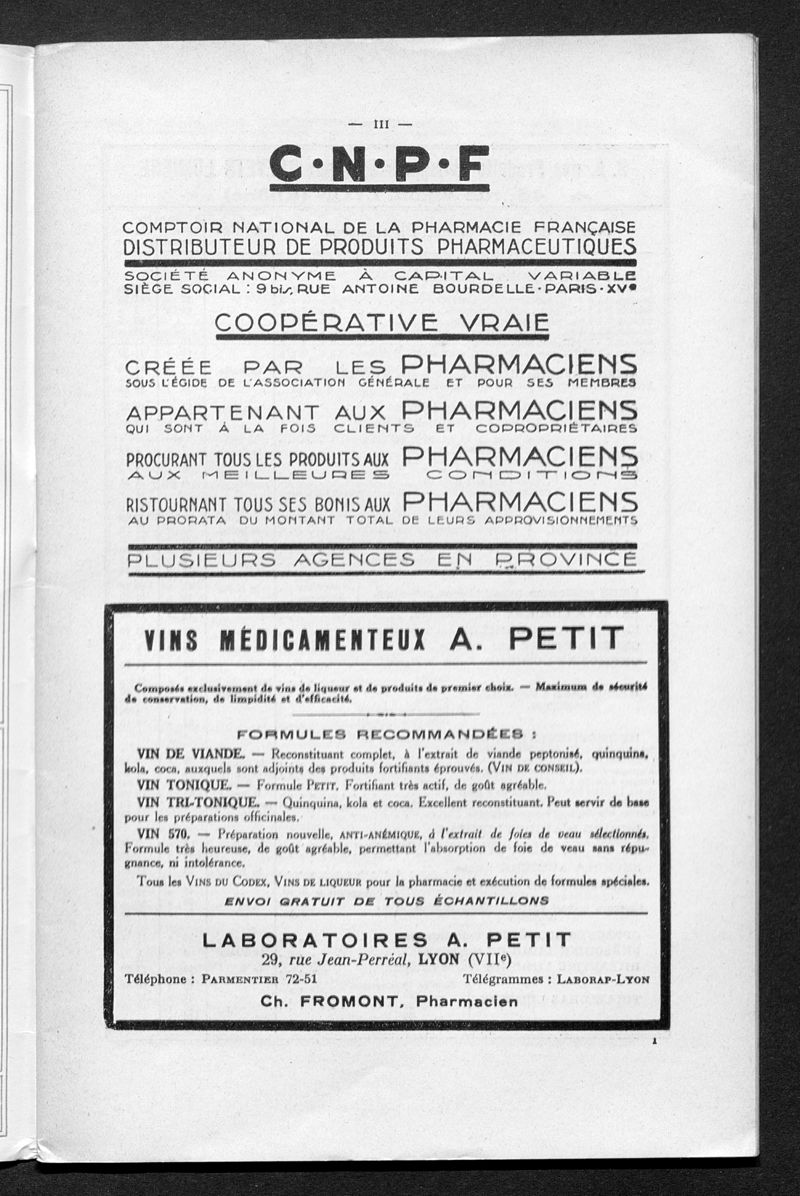 — III —
C·N·P·F
COMPTOIR NATIONAL DE LA PHARMACIE FRANÇAISE
DISTRIBUTEUR DE PRODUITS PHARMACEUTIQUES
SOCIÉTÉ ANONYME À CAPITAL VARIABLE
SIÈGE SOCIAL : 9 bis, RUE ANTOINE BOURDELLE · PARIS · XVe
COOPÉRATIVE VRAIE
CRÉÉE PAR LES PHARMACIENS
SOUS L'ÉGIDE DE L'ASSOCIATION GÉNÉRALE ET POUR SES MEMBRES
APPARTENANT AUX PHARMACIENS
QUI SONT À LA FOIS CLIENTS ET COPROPRIÉTAIRES
PROCURANT TOUS LES PRODUITS AUX PHARMACIENS
AUX MEILLEURES CONDITIONS
RISTOURNANT TOUS SES BONIS AUX PHARMACIENS
AU PRORATA DU MONTANT TOTAL DE LEURS APPROVISIONNEMENTS
PLUSIEURS AGENCES EN PROVINCE
VINS MÉDICAMENTEUX A. PETIT
Composés exclusivement de vins de liqueur et de produits de premier choix. — Maximum de sécurité
de conservation, de limpidité et d'efficacité.
FORMULES RECOMMANDÉES :
VIN DE VIANDE. — Reconstituant complet, à l'extrait de viande peptonisé, quinquina,
kola, coca, auxquels sont adjoints des produits fortifiants éprouvés. (VIN DE CONSEIL).
VIN TONIQUE. — Formule PETIT. Fortifiant très actif, de goût agréable.
VIN TRI-TONIQUE. — Quinquina, kola et coca. Excellent reconstituant. Peut servir de base
pour les préparations officinales.
VIN 570. — Préparation nouvelle, ANTI-ANÉMIQUE, à l'extrait de foies de veau sélectionnés.
Formule très heureuse, de goût agréable, permettant l'absorption de foie de veau sans répu-
gnance, ni intolérance.
Tous les VINS DU CODEX, VINS DE LIQUEUR pour la pharmacie et exécution de formules spéciales.
ENVOI GRATUIT DE TOUS ÉCHANTILLONS
LABORATOIRES A. PETIT
29, rue Jean-Perréal, LYON (VIIe)
Téléphone : PARMENTIER 72-51 Télégrammes : LABORAP-LYON
Ch. FROMONT, Pharmacien
1